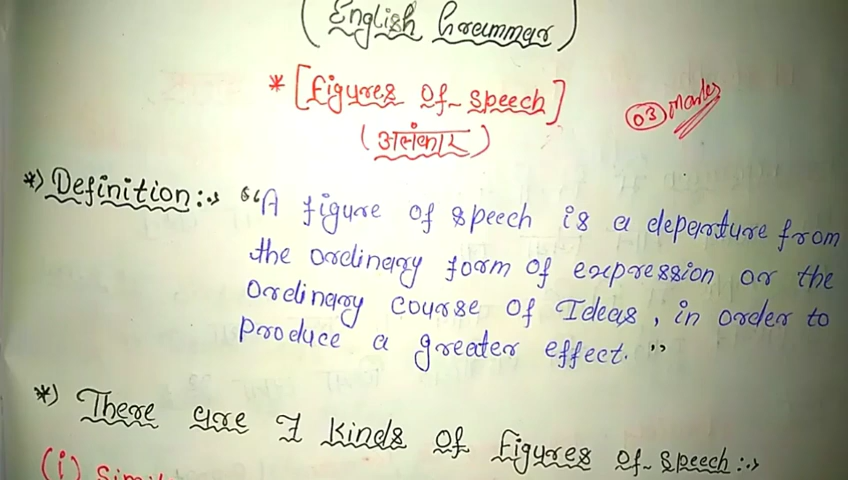 (English Grammar)
* [Figures of Speech]
(अलंकार)
03 Marks
*) Definition:→ "A figure of speech is a departure from
the ordinary form of expression or the
ordinary course of Ideas, in order to
produce a greater effect."
*) There are 7 kinds of figures of speech:→
(i)